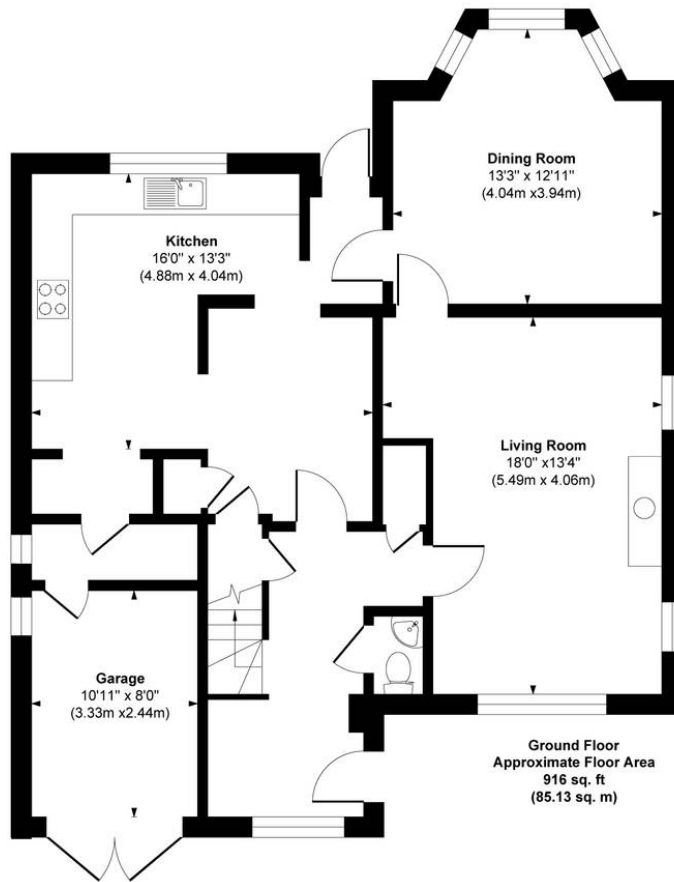 Dining Room
13'3" x 12'11"
(4.04m x3.94m)
Kitchen
16'0" x 13'3"
(4.88m x 4.04m)
Living Room
18'0" x13'4"
(5.49m x 4.06m)
Garage
10'11" x 8'0"
(3.33m x2.44m)
Ground Floor
Approximate Floor Area
916 sq. ft
(85.13 sq. m)